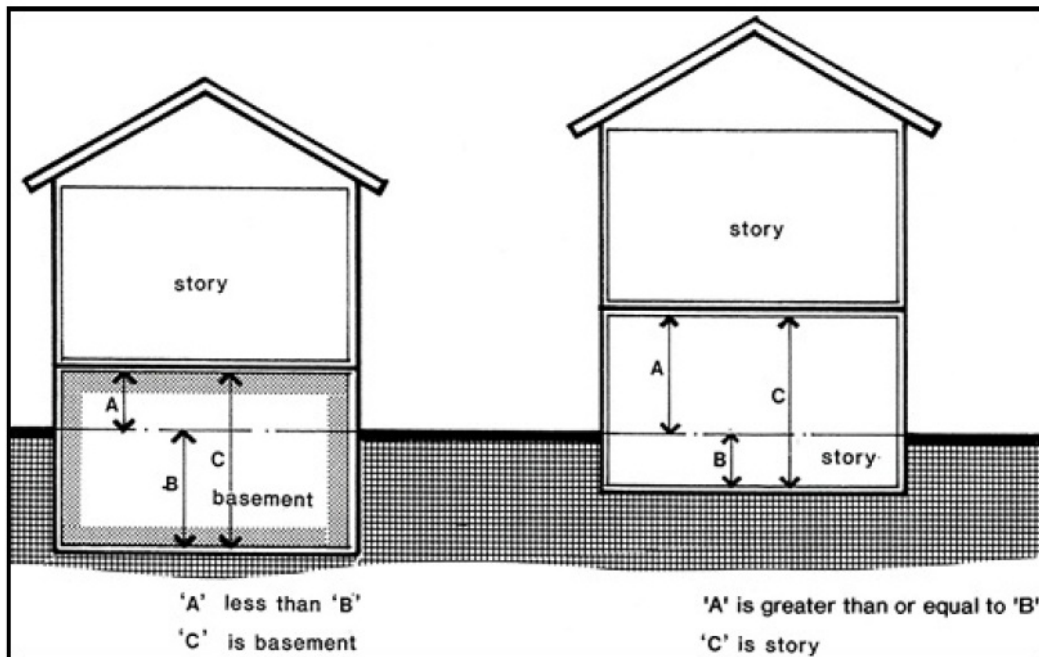 story
A
C
B
basement
'A' less than 'B'
'C' is basement
story
A
C
B
story
'A' is greater than or equal to 'B'
'C' is story